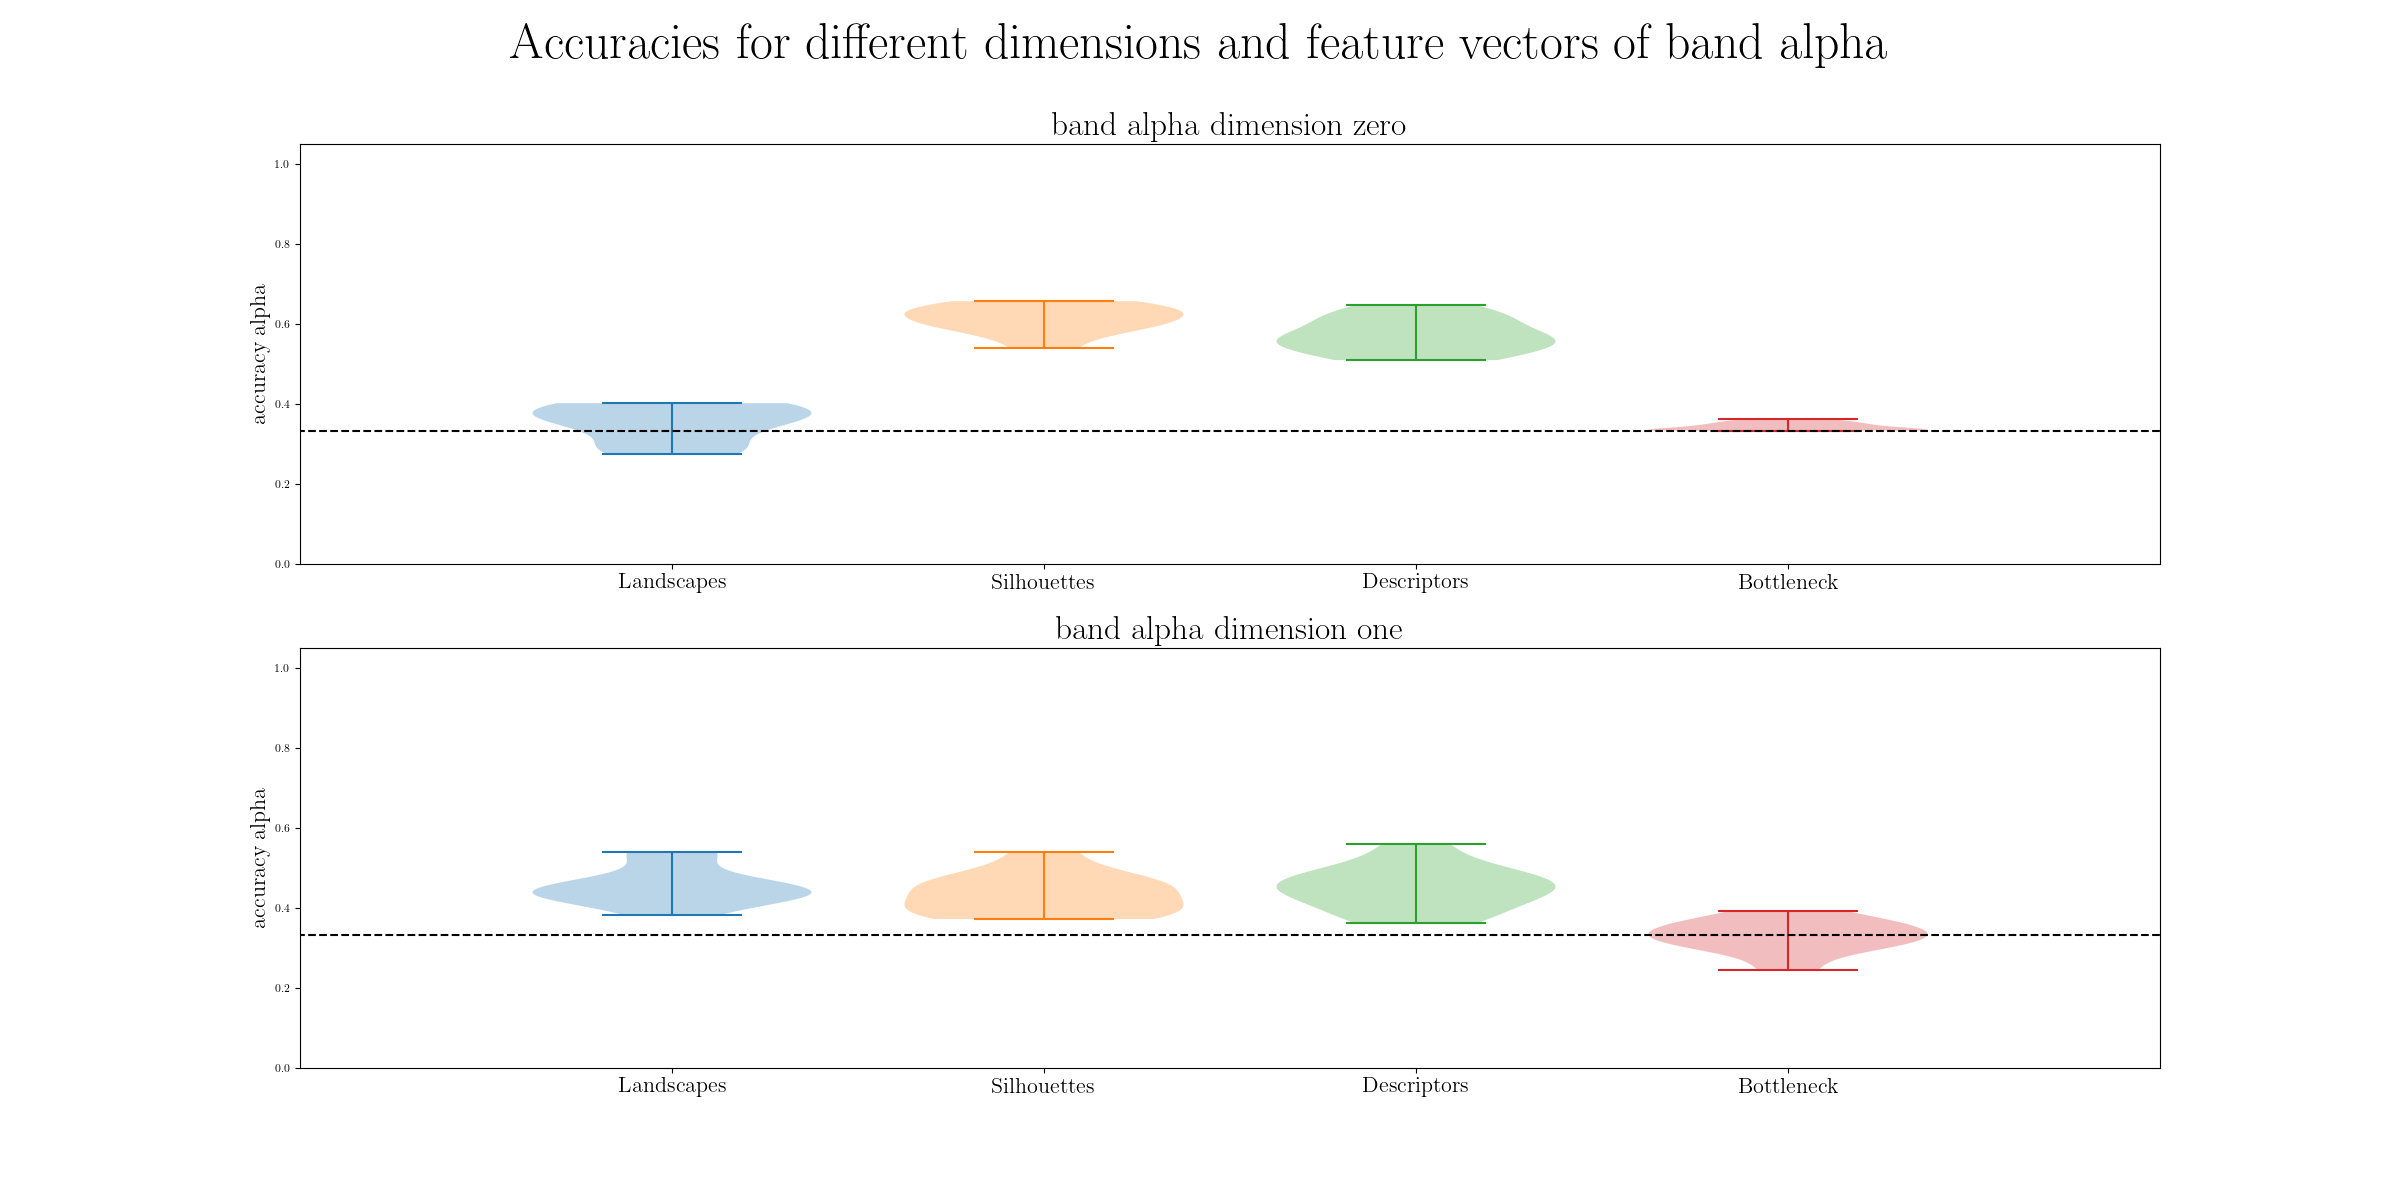 Accuracies for different dimensions and feature vectors of band alpha
band alpha dimension zero
accuracy alpha
1.0
0.8
0.6
0.4
0.2
0.0
Landscapes Silhouettes Descriptors Bottleneck
band alpha dimension one
accuracy alpha
1.0
0.8
0.6
0.4
0.2
0.0
Landscapes Silhouettes Descriptors Bottleneck